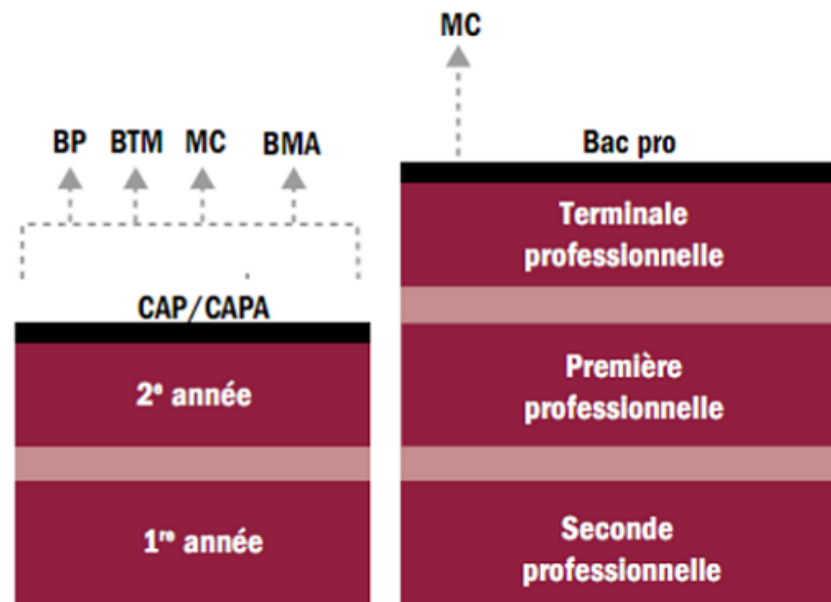 MC
BP BTM MC BMA
Bac pro
Terminale
professionnelle
CAP/CAPA
Première
professionnelle
2e année
1re année
Seconde
professionnelle